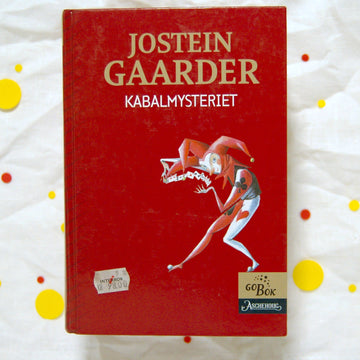 JOSTEIN
GAARDER
KABALMYSTERIET
GO
BOK
ASCHEHOUG